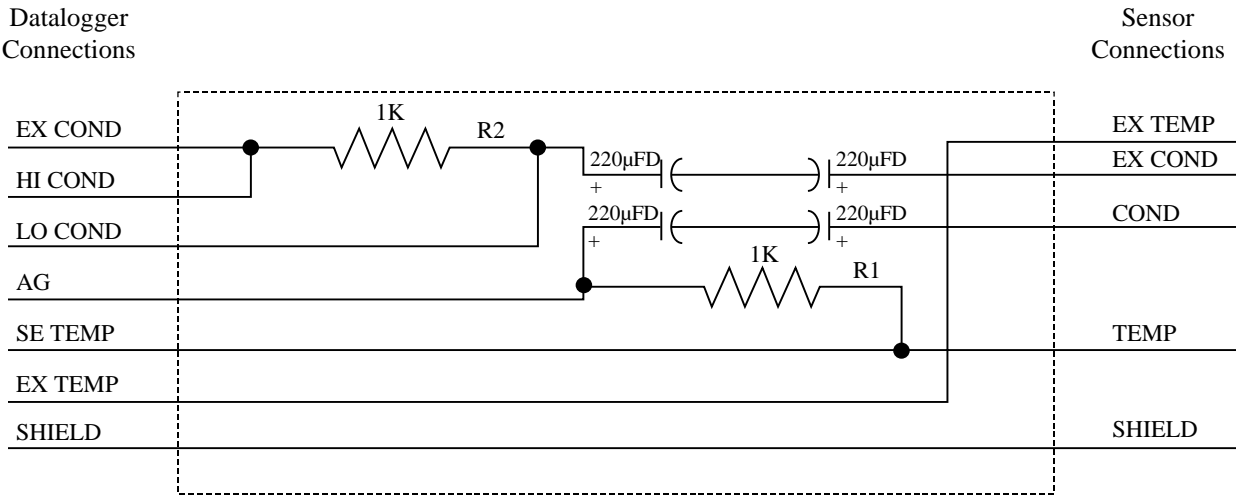 Datalogger
Connections
Sensor
Connections
1K
R2
EX COND
HI COND
LO COND
AG
SE TEMP
EX TEMP
SHIELD
220µFD
+
220µFD
+
220µFD
+
220µFD
+
1K
R1
EX TEMP
EX COND
COND
TEMP
SHIELD